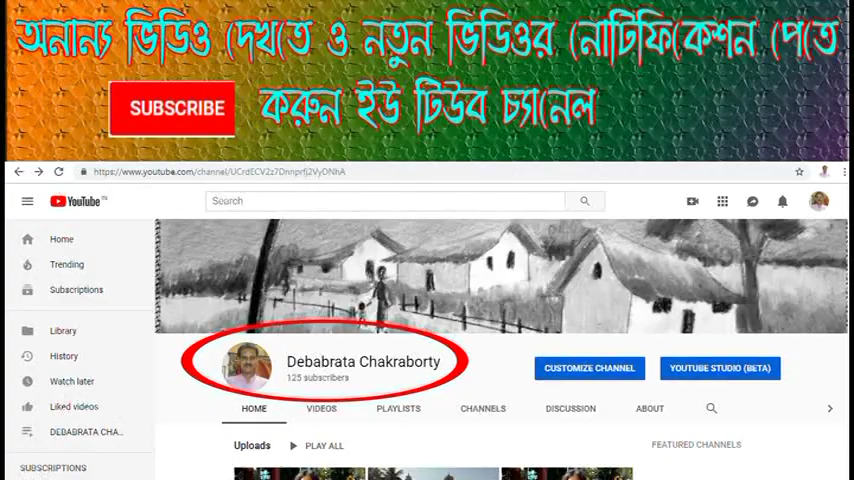 অনান্য ভিডিও দেখতে ও নতুন ভিডিওর নোটিফিকেশন পেতে
SUBSCRIBE করুন ইউ টিউব চ্যানেল
https://www.youtube.com/channel/UCrdECV2z7Dnnprfj2VyDNhA
YouTube IN
Search
Home
Trending
Subscriptions
Library
History
Watch later
Liked videos
DEBABRATA CHA...
SUBSCRIPTIONS
Debabrata Chakraborty
125 subscribers
CUSTOMIZE CHANNEL YOUTUBE STUDIO (BETA)
HOME VIDEOS PLAYLISTS CHANNELS DISCUSSION ABOUT
Uploads PLAY ALL FEATURED CHANNELS